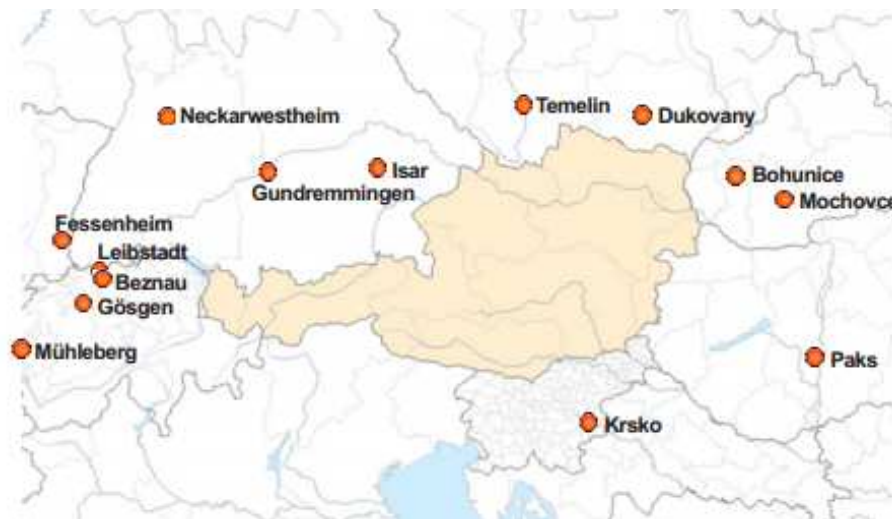 Temelin
Neckarwestheim
Dukovany
Isar
Gundremmingen
Bohunice
Mochovce
Fessenheim
Leibstadt
Beznau
Gösgen
Mühleberg
Paks
Krsko